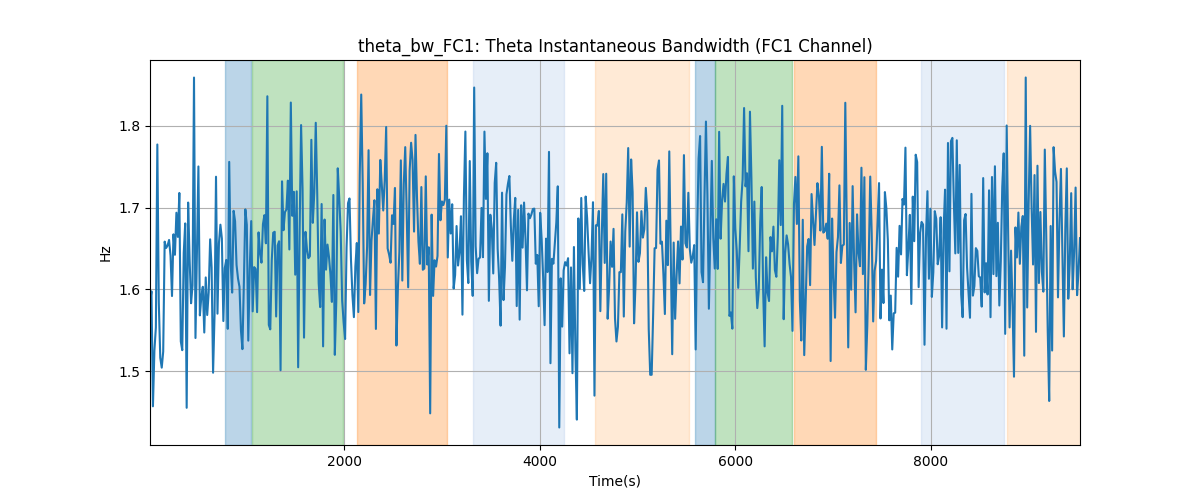 theta_bw_FC1: Theta Instantaneous Bandwidth (FC1 Channel)
1.8
1.7
1.6
1.5
Hz
2000
4000
6000
8000
Time(s)